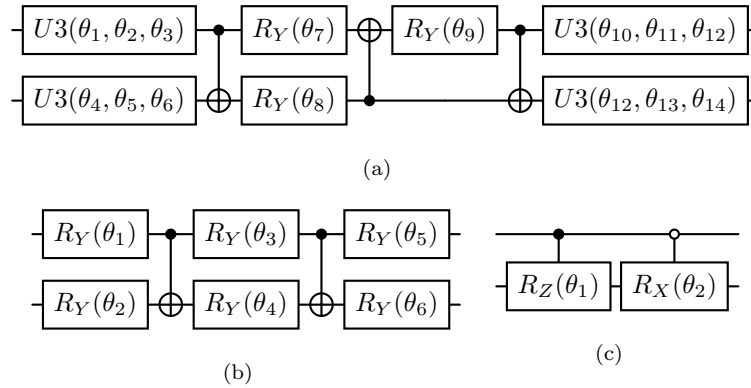 U3(θ₁, θ₂, θ₃) R_Y(θ₇) R_Y(θ₉) U3(θ₁₀, θ₁₁, θ₁₂)
U3(θ₄, θ₅, θ₆) R_Y(θ₈) U3(θ₁₂, θ₁₃, θ₁₄)
(a)
R_Y(θ₁) R_Y(θ₃) R_Y(θ₅)
R_Y(θ₂) R_Y(θ₄) R_Y(θ₆)
(b)
R_Z(θ₁) R_X(θ₂)
(c)